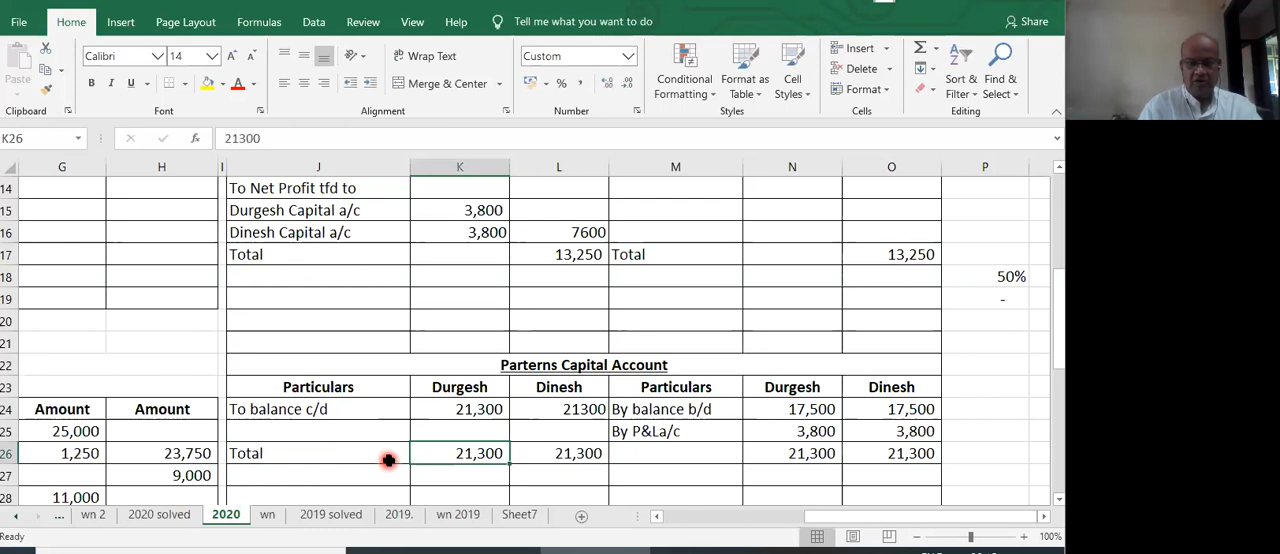 File Home Insert Page Layout Formulas Data Review View Help Tell me what you want to do Share
Paste Calibri 14 Wrap Text Custom Insert
B I U Merge & Center % Conditional Formatting Format as Table Cell Styles Delete Format Sort & Filter Find & Select
Clipboard Font Alignment Number Styles Cells Editing
K26 fx 21300
G H I J K L M N O P
14 To Net Profit tfd to
15 Durgesh Capital a/c 3,800
16 Dinesh Capital a/c 3,800 7600
17 Total 13,250 Total 13,250
18 50%
19 -
20
21
22 Parterns Capital Account
23 Particulars Durgesh Dinesh Particulars Durgesh Dinesh
24 Amount Amount To balance c/d 21,300 21300 By balance b/d 17,500 17,500
25 25,000 By P&La/c 3,800 3,800
26 1,250 23,750 Total 21,300 21,300 21,300 21,300
27 9,000
28 11,000
... wn 2 2020 solved 2020 wn 2019 solved 2019. wn 2019 Sheet7
Ready 100%